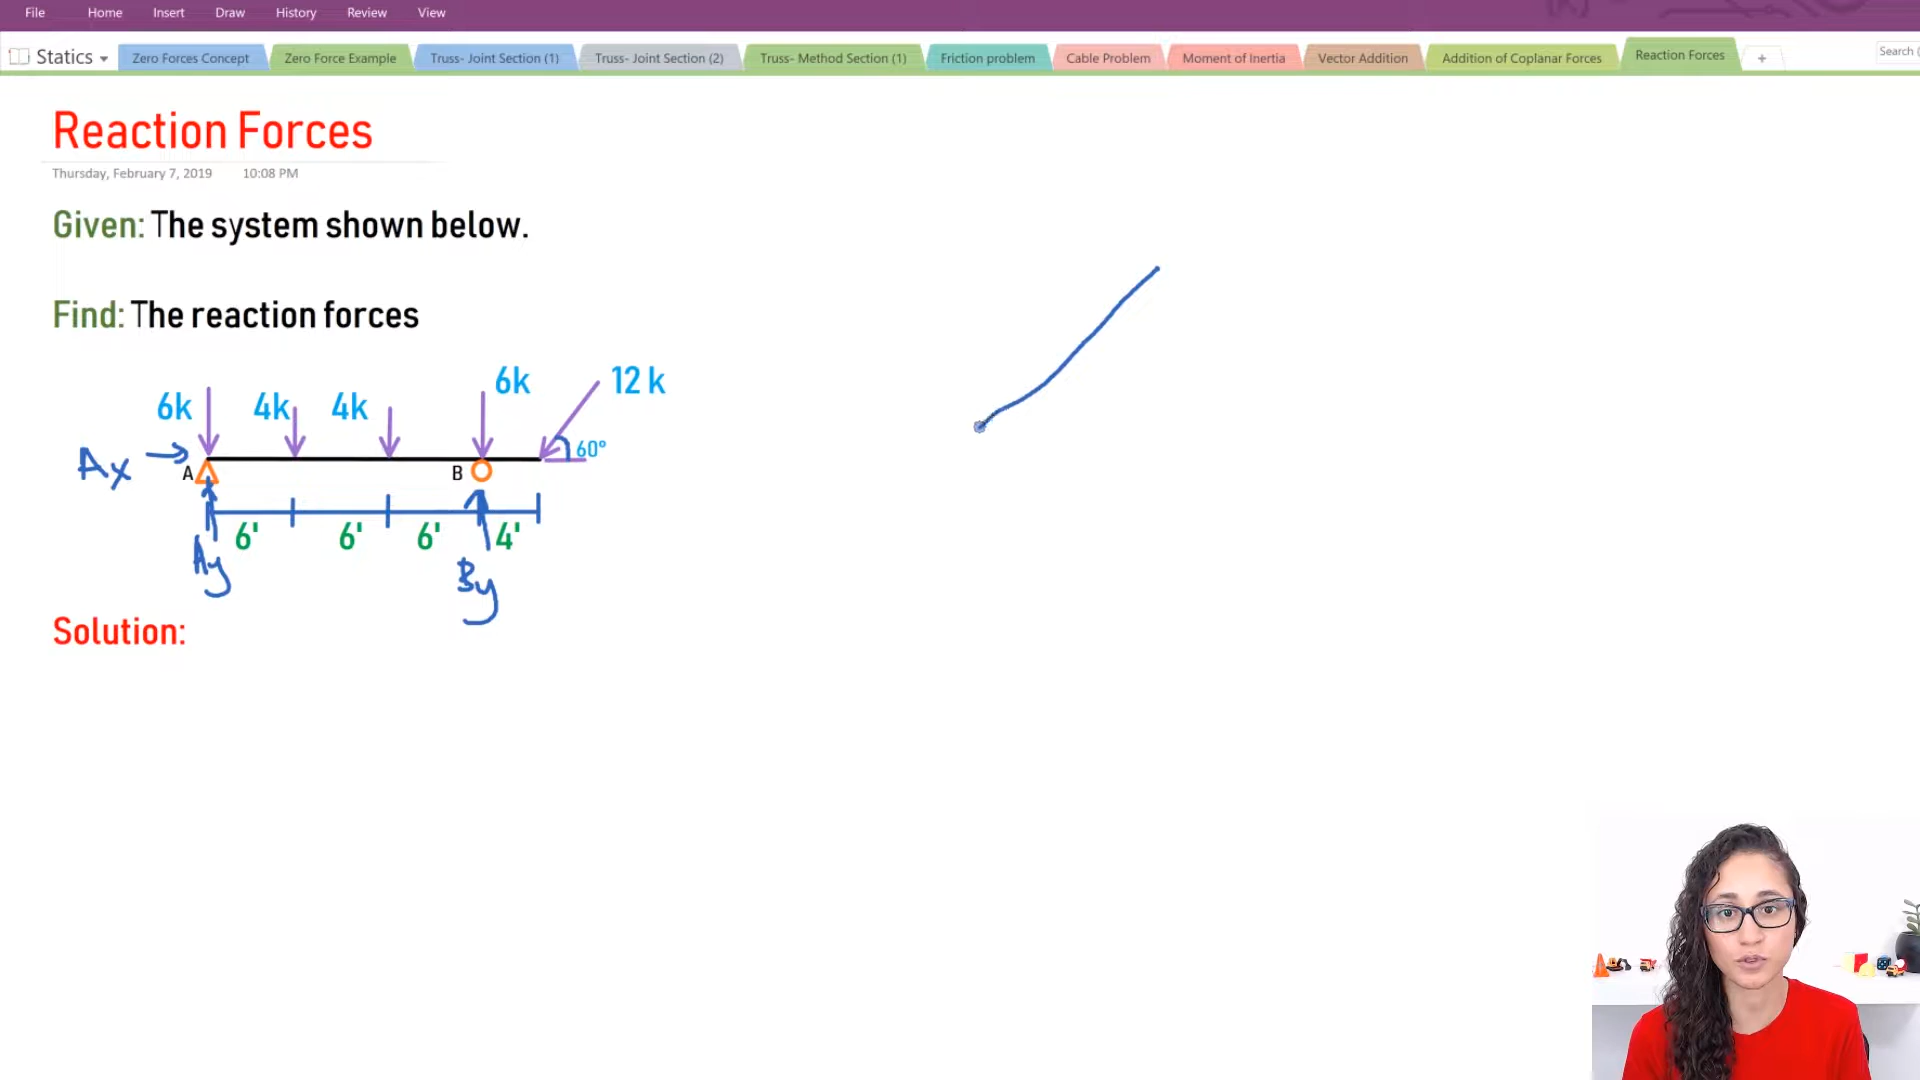 File Home Insert Draw History Review View
Statics Zero Forces Concept Zero Force Example Truss- Joint Section (1) Truss- Joint Section (2) Truss- Method Section (1) Friction problem Cable Problem Moment of Inertia Vector Addition Addition of Coplanar Forces Reaction Forces + Search (
Reaction Forces
Thursday, February 7, 2019 10:08 PM
Given: The system shown below.
Find: The reaction forces
6k 4k 4k 6k 12 k
60°
Ax A B
6' 6' 6' 4'
Ay By
Solution: